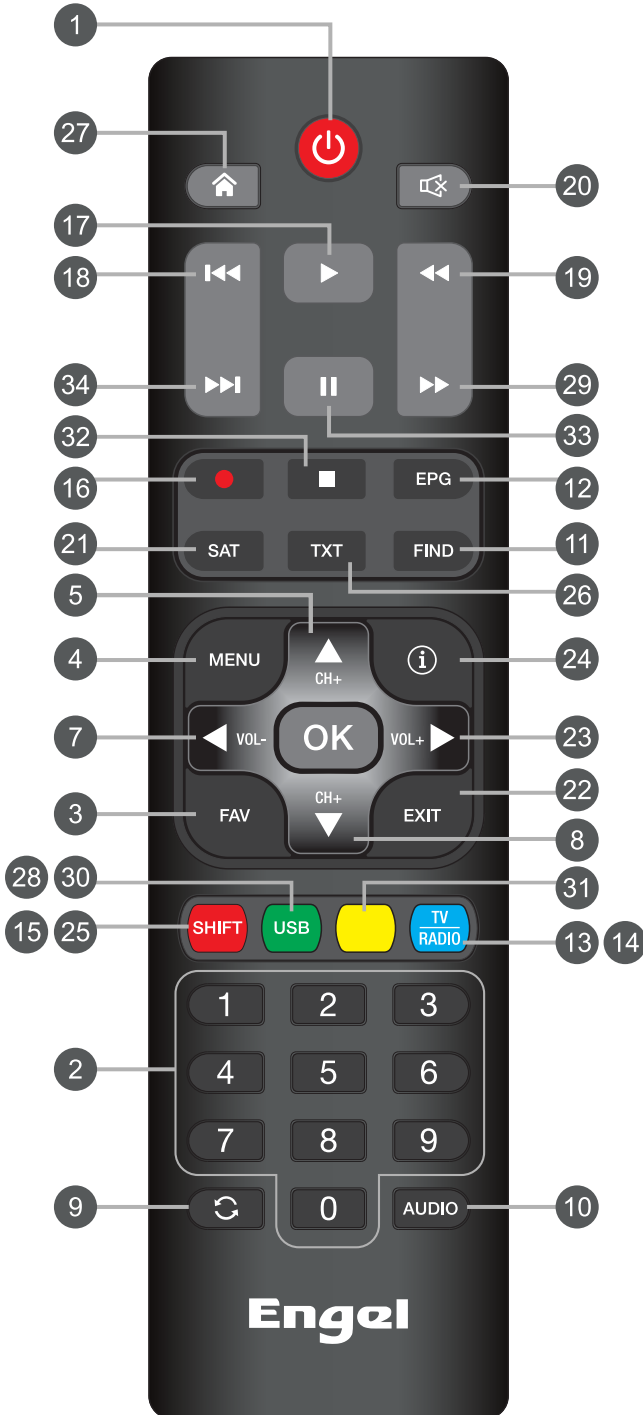 1
27
20
17
18
19
34
29
32
33
16
EPG
12
21
SAT
TXT
FIND
11
5
26
4
MENU
CH+
i
24
7
VOL-
OK
VOL+
23
3
FAV
CH+
EXIT
22
8
28 30
31
15 25
SHIFT
USB
TV
RADIO
13 14
1 2 3
2
4 5 6
7 8 9
9
0
AUDIO
10
Engel